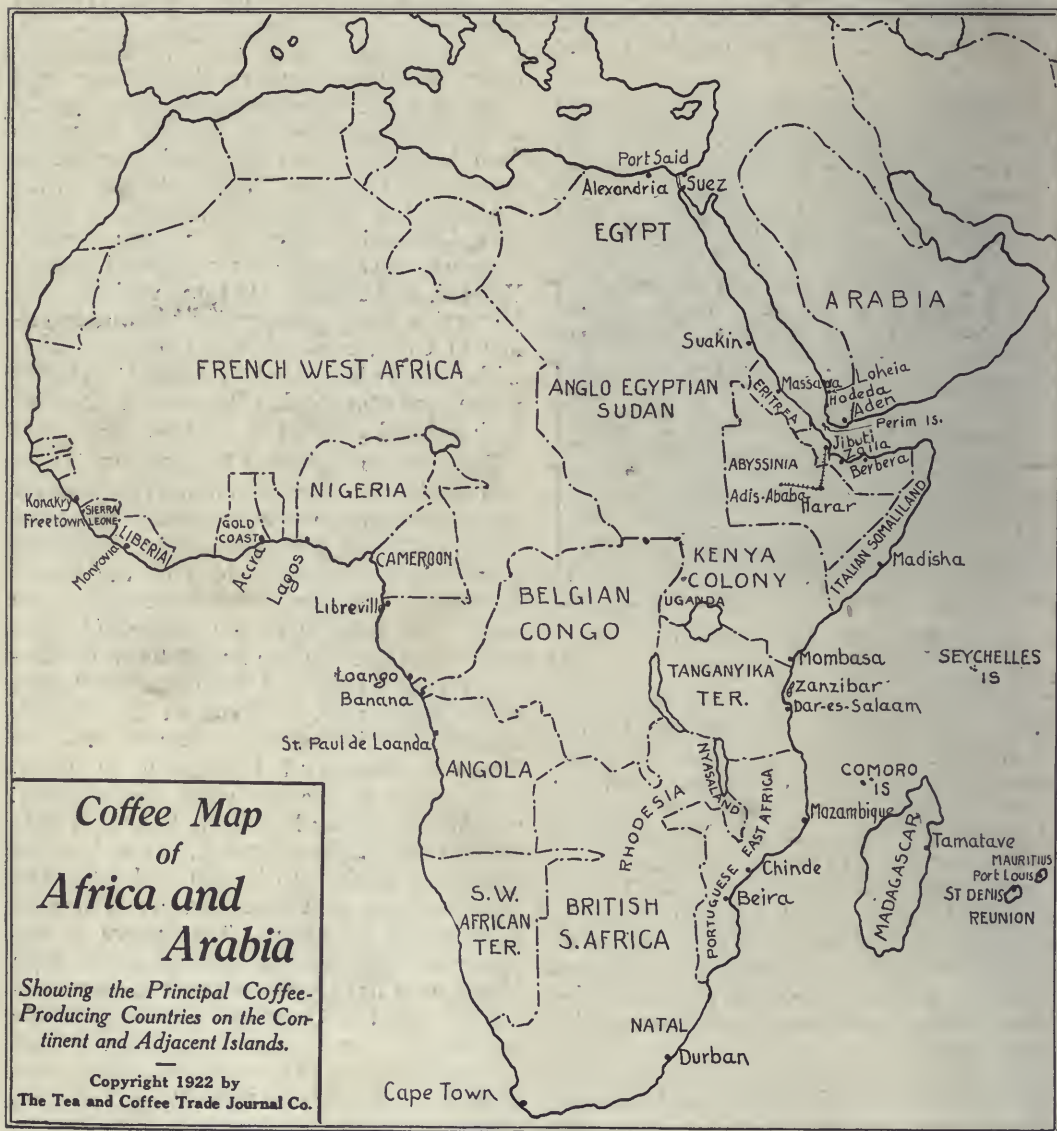 Port Said
Alexandria
Suez
EGYPT
ARABIA
Suakin
Massawa
Loheia
Hodeda
Aden
Perim Is.
FRENCH WEST AFRICA
ANGLO EGYPTIAN
SUDAN
ERITREA
Jibuti
Zaila
Berbera
ABYSSINIA
Adis-Ababa
Harar
NIGERIA
Konakry
Freetown
SIERRA
LEONE
LIBERIA
Monrovia
GOLD
COAST
Accra
Lagos
CAMEROON
Libreville
BELGIAN
CONGO
KENYA
COLONY
UGANDA
ITALIAN SOMALILAND
Madisha
Mombasa
Zanzibar
Dar-es-Salaam
SEYCHELLES
IS
TANGANYIKA
TER.
Loango
Banana
St. Paul de Loanda
ANGOLA
NYASALAND
RHODESIA
PORTUGUESE EAST AFRICA
COMORO
IS
Mozambique
MADAGASCAR
Tamatave
MAURITIUS
Port Louis
ST DENIS
REUNION
Chinde
Beira
S.W.
AFRICAN
TER.
BRITISH
S. AFRICA
NATAL
Durban
Cape Town
Coffee Map
of
Africa and
Arabia
Showing the Principal Coffee-
Producing Countries on the Con-
tinent and Adjacent Islands.
Copyright 1922 by
The Tea and Coffee Trade Journal Co.